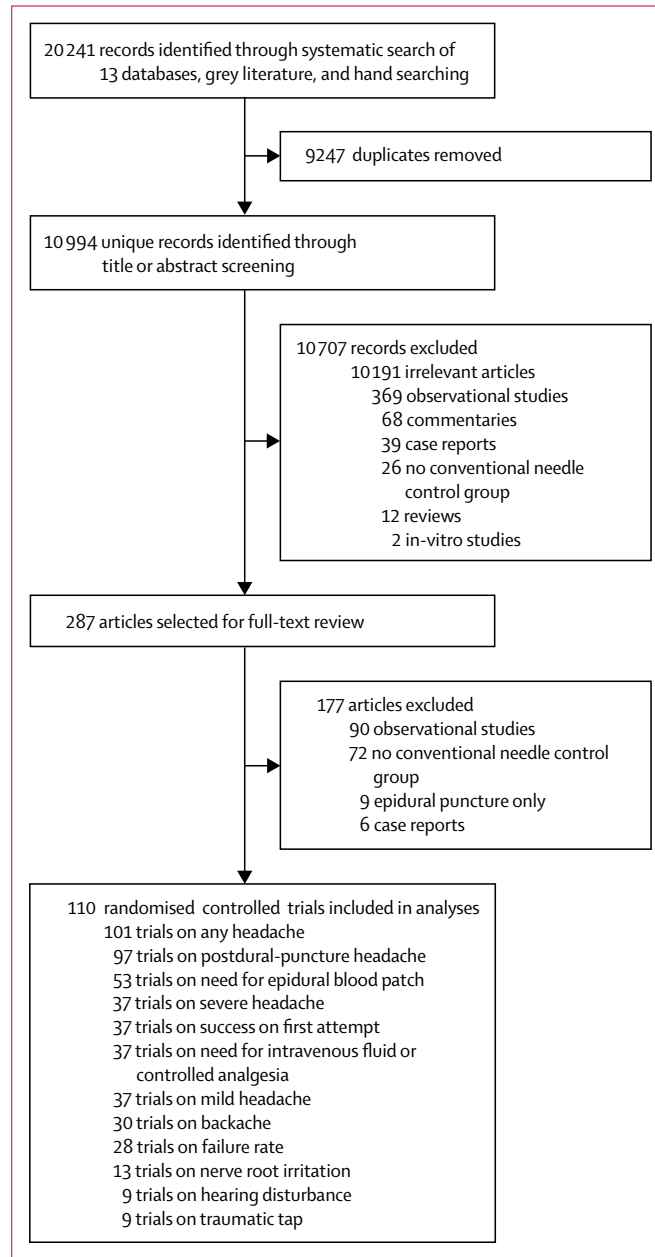 20 241 records identified through systematic search of
13 databases, grey literature, and hand searching
9247 duplicates removed
10 994 unique records identified through
title or abstract screening
10 707 records excluded
10 191 irrelevant articles
369 observational studies
68 commentaries
39 case reports
26 no conventional needle
control group
12 reviews
2 in-vitro studies
287 articles selected for full-text review
177 articles excluded
90 observational studies
72 no conventional needle control
group
9 epidural puncture only
6 case reports
110 randomised controlled trials included in analyses
101 trials on any headache
97 trials on postdural-puncture headache
53 trials on need for epidural blood patch
37 trials on severe headache
37 trials on success on first attempt
37 trials on need for intravenous fluid or
controlled analgesia
37 trials on mild headache
30 trials on backache
28 trials on failure rate
13 trials on nerve root irritation
9 trials on hearing disturbance
9 trials on traumatic tap